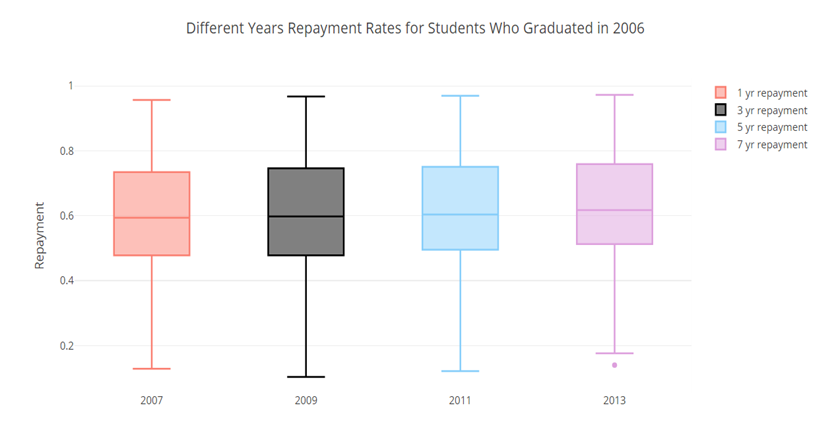 Different Years Repayment Rates for Students Who Graduated in 2006
1 yr repayment
3 yr repayment
5 yr repayment
7 yr repayment
Repayment
1
0.8
0.6
0.4
0.2
2007
2009
2011
2013